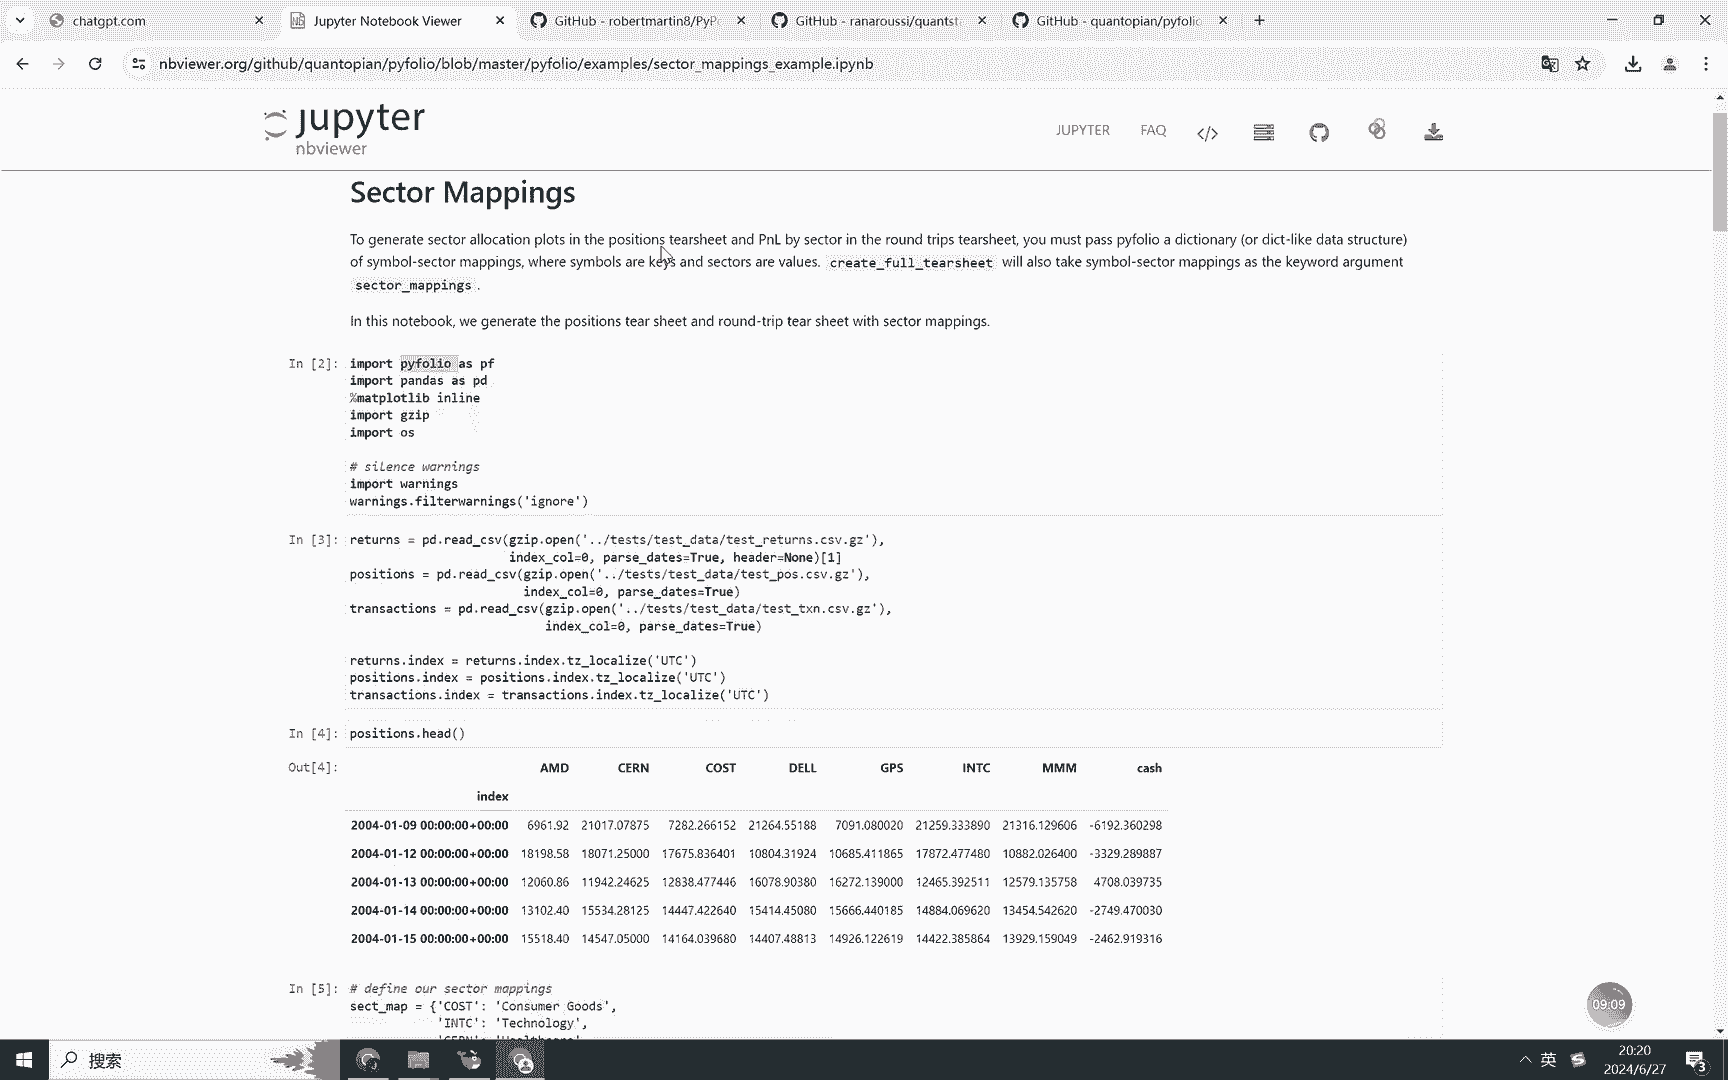 chatgpt.com
Jupyter Notebook Viewer
GitHub - robertmartin8/PyP
GitHub - ranaroussi/quantst
GitHub - quantopian/pyfolio
nbviewer.org/github/quantopian/pyfolio/blob/master/pyfolio/examples/sector_mappings_example.ipynb
jupyter
nbviewer
JUPYTER FAQ
Sector Mappings
To generate sector allocation plots in the positions tearsheet and PnL by sector in the round trips tearsheet, you must pass pyfolio a dictionary (or dict-like data structure)
of symbol-sector mappings, where symbols are keys and sectors are values. create_full_tearsheet will also take symbol-sector mappings as the keyword argument
sector_mappings .
In this notebook, we generate the positions tear sheet and round-trip tear sheet with sector mappings.
In [2]: import pyfolio as pf
import pandas as pd
%matplotlib inline
import gzip
import os
# silence warnings
import warnings
warnings.filterwarnings('ignore')
In [3]: returns = pd.read_csv(gzip.open('../tests/test_data/test_returns.csv.gz'),
index_col=0, parse_dates=True, header=None)[1]
positions = pd.read_csv(gzip.open('../tests/test_data/test_pos.csv.gz'),
index_col=0, parse_dates=True)
transactions = pd.read_csv(gzip.open('../tests/test_data/test_txn.csv.gz'),
index_col=0, parse_dates=True)
returns.index = returns.index.tz_localize('UTC')
positions.index = positions.index.tz_localize('UTC')
transactions.index = transactions.index.tz_localize('UTC')
In [4]: positions.head()
Out[4]: AMD CERN COST DELL GPS INTC MMM cash
index
2004-01-09 00:00:00+00:00 6961.92 21017.07875 7282.266152 21264.55188 7091.080020 21259.333890 21316.129606 -6192.360298
2004-01-12 00:00:00+00:00 18198.58 18071.25000 17675.836401 10804.31924 10685.411865 17872.477480 10882.026400 -3329.289887
2004-01-13 00:00:00+00:00 12060.86 11942.24625 12838.477446 16078.90380 16272.139000 12465.392511 12579.135758 4708.039735
2004-01-14 00:00:00+00:00 13102.40 15534.28125 14447.422640 15414.45080 15666.440185 14884.069620 13454.542620 -2749.470030
2004-01-15 00:00:00+00:00 15518.40 14547.05000 14164.039680 14407.48813 14926.122619 14422.385864 13929.159049 -2462.919316
In [5]: # define our sector mappings
sect_map = {'COST': 'Consumer Goods',
'INTC': 'Technology',
09:09
搜索
英
20:20
2024/6/27
3